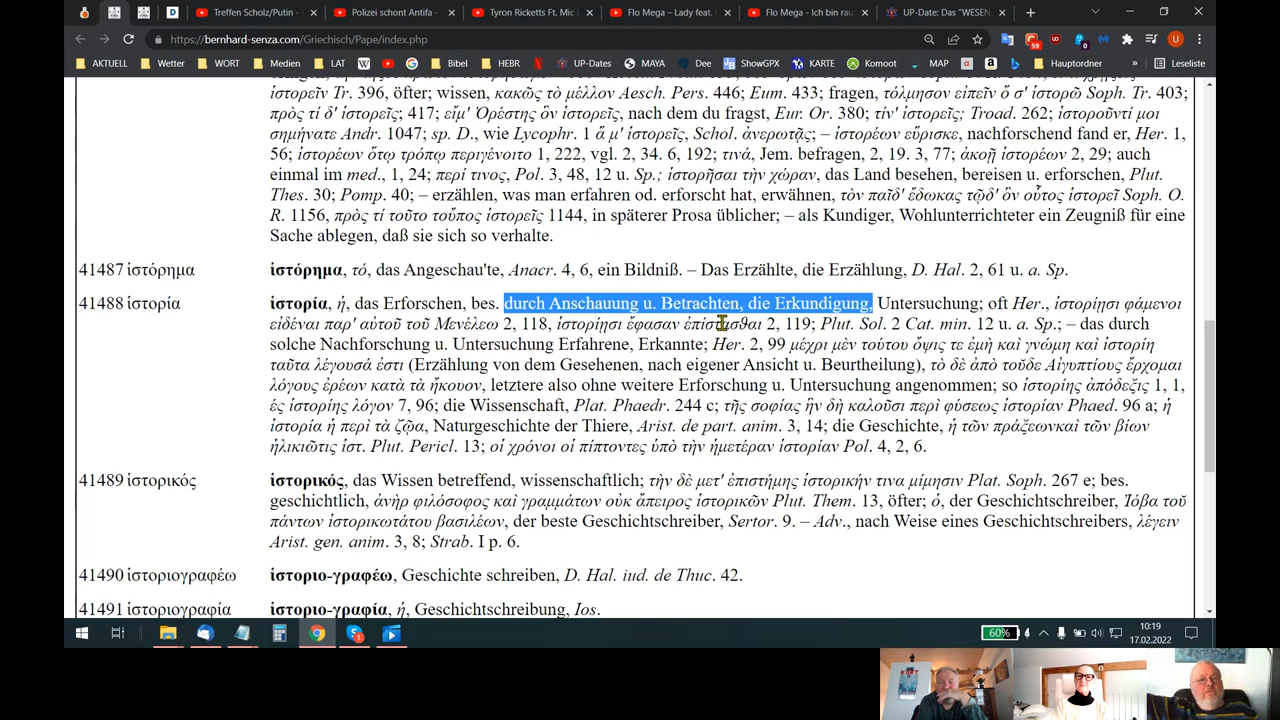 Treffen Scholz/Putin - Polizei schont Antifa - Tyron Ricketts Ft. Mic Flo Mega – Lady feat. Flo Mega - Ich bin rau UP-Date: Das "WESEN
https://bernhard-senza.com/Griechisch/Pape/index.php
AKTUELL Wetter WORT Medien LAT Bibel HEBR UP-Dates MAYA Dee ShowGPX KARTE Komoot MAP Hauptordner » Leseliste
ἱστορεῖν Tr. 396, öfter; wissen, κακῶς τὸ μέλλον Aesch. Pers. 446; Eum. 433; fragen, τόλμησον εἰπεῖν ὅ σ' ἱστορῶ Soph. Tr. 403;
πρὸς τί δ' ἱστορεῖς; 417; εἴμ' Ὀρέστης ὃν ἱστορεῖς, nach dem du fragst, Eur. Or. 380; τίν' ἱστορεῖς; Troad. 262; ἱστοροῦντί μοι
σημήνατε Andr. 1047; sp. D., wie Lycophr. 1 ἅ μ' ἱστορεῖς, Schol. ἀνερωτᾷς; – ἱστορέων εὕρισκε, nachforschend fand er, Her. 1,
56; ἱστορέων ὅτῳ τρόπῳ περιγένοιτο 1, 222, vgl. 2, 34. 6, 192; τινά, Jem. befragen, 2, 19. 3, 77; ἀκοῇ ἱστορέων 2, 29; auch
einmal im med., 1, 24; περί τινος, Pol. 3, 48, 12 u. Sp.; ἱστορῆσαι τὴν χώραν, das Land besehen, bereisen u. erforschen, Plut.
Thes. 30; Pomp. 40; – erzählen, was man erfahren od. erforscht hat, erwähnen, τὸν παῖδ' ἔδωκας τῷδ' ὃν οὗτος ἱστορεῖ Soph. O.
R. 1156, πρὸς τί τοῦτο τοὖπος ἱστορεῖς 1144, in späterer Prosa üblicher; – als Kundiger, Wohlunterrichteter ein Zeugniß für eine
Sache ablegen, daß sie sich so verhalte.
41487 ἱστόρημα ἱστόρημα, τό, das Angeschau'te, Anacr. 4, 6, ein Bildniß. – Das Erzählte, die Erzählung, D. Hal. 2, 61 u. a. Sp.
41488 ἱστορία ἱστορία, ἡ, das Erforschen, bes. durch Anschauung u. Betrachten, die Erkundigung, Untersuchung; oft Her., ἱστορίῃσι φάμενοι
εἰδέναι παρ' αὐτοῦ τοῦ Μενέλεω 2, 118, ἱστορίῃσι ἔφασαν ἐπίστασθαι 2, 119; Plut. Sol. 2 Cat. min. 12 u. a. Sp.; – das durch
solche Nachforschung u. Untersuchung Erfahrene, Erkannte; Her. 2, 99 μέχρι μὲν τούτου ὄψις τε ἐμὴ καὶ γνώμη καὶ ἱστορίη
ταῦτα λέγουσά ἐστι (Erzählung von dem Gesehenen, nach eigener Ansicht u. Beurtheilung), τὸ δὲ ἀπὸ τοῦδε Αἰγυπτίους ἔρχομαι
λόγους ἐρέων κατὰ τὰ ἤκουον, letztere also ohne weitere Erforschung u. Untersuchung angenommen; so ἱστορίης ἀπόδεξις 1, 1,
ἐς ἱστορίης λόγον 7, 96; die Wissenschaft, Plat. Phaedr. 244 c; τῆς σοφίας ἣν δὴ καλοῦσι περὶ φύσεως ἱστορίαν Phaed. 96 a; ἡ
ἱστορία ἡ περὶ τὰ ζῷα, Naturgeschichte der Thiere, Arist. de part. anim. 3, 14; die Geschichte, ἡ τῶν πράξεωνκαὶ τῶν βίων
ἡλικιῶτις ἱστ. Plut. Pericl. 13; οἱ χρόνοι οἱ πίπτοντες ὑπὸ τὴν ἡμετέραν ἱστορίαν Pol. 4, 2, 6.
41489 ἱστορικός ἱστορικός, das Wissen betreffend, wissenschaftlich; τὴν δὲ μετ' ἐπιστήμης ἱστορικήν τινα μίμησιν Plat. Soph. 267 e; bes.
geschichtlich, ἀνὴρ φιλόσοφος καὶ γραμμάτων οὐκ ἄπειρος ἱστορικῶν Plut. Them. 13, öfter; ὁ, der Geschichtschreiber, Ἰόβα τοῦ
πάντων ἱστορικωτάτου βασιλέων, der beste Geschichtschreiber, Sertor. 9. – Adv., nach Weise eines Geschichtschreibers, λέγειν
Arist. gen. anim. 3, 8; Strab. I p. 6.
41490 ἱστοριογραφέω ἱστοριο-γραφέω, Geschichte schreiben, D. Hal. iud. de Thuc. 42.
41491 ἱστοριογραφία ἱστοριο-γραφία, ἡ, Geschichtschreibung, Ios.
60% 10:19
17.02.2022